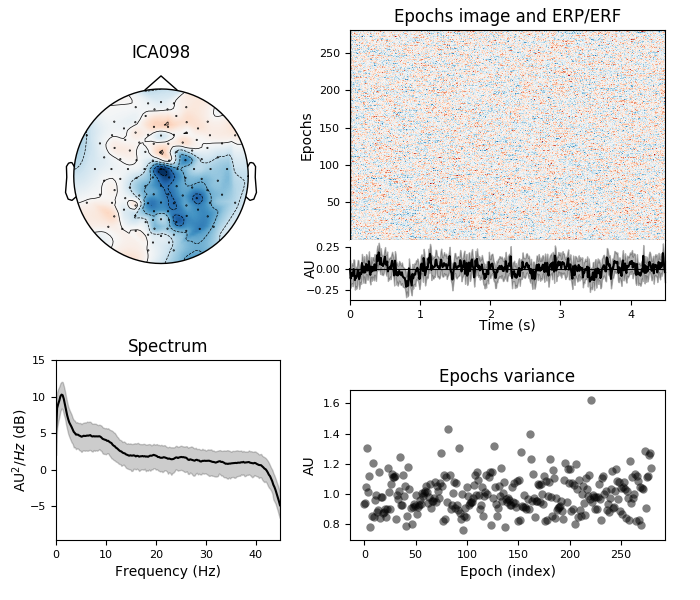 ICA098
Epochs image and ERP/ERF
Epochs
250
200
150
100
50
AU
0.25
0.00
−0.25
0 1 2 3 4
Time (s)
Spectrum
AU²/Hz (dB)
15
10
5
0
−5
0 10 20 30 40
Frequency (Hz)
Epochs variance
AU
1.6
1.4
1.2
1.0
0.8
0 50 100 150 200 250
Epoch (index)